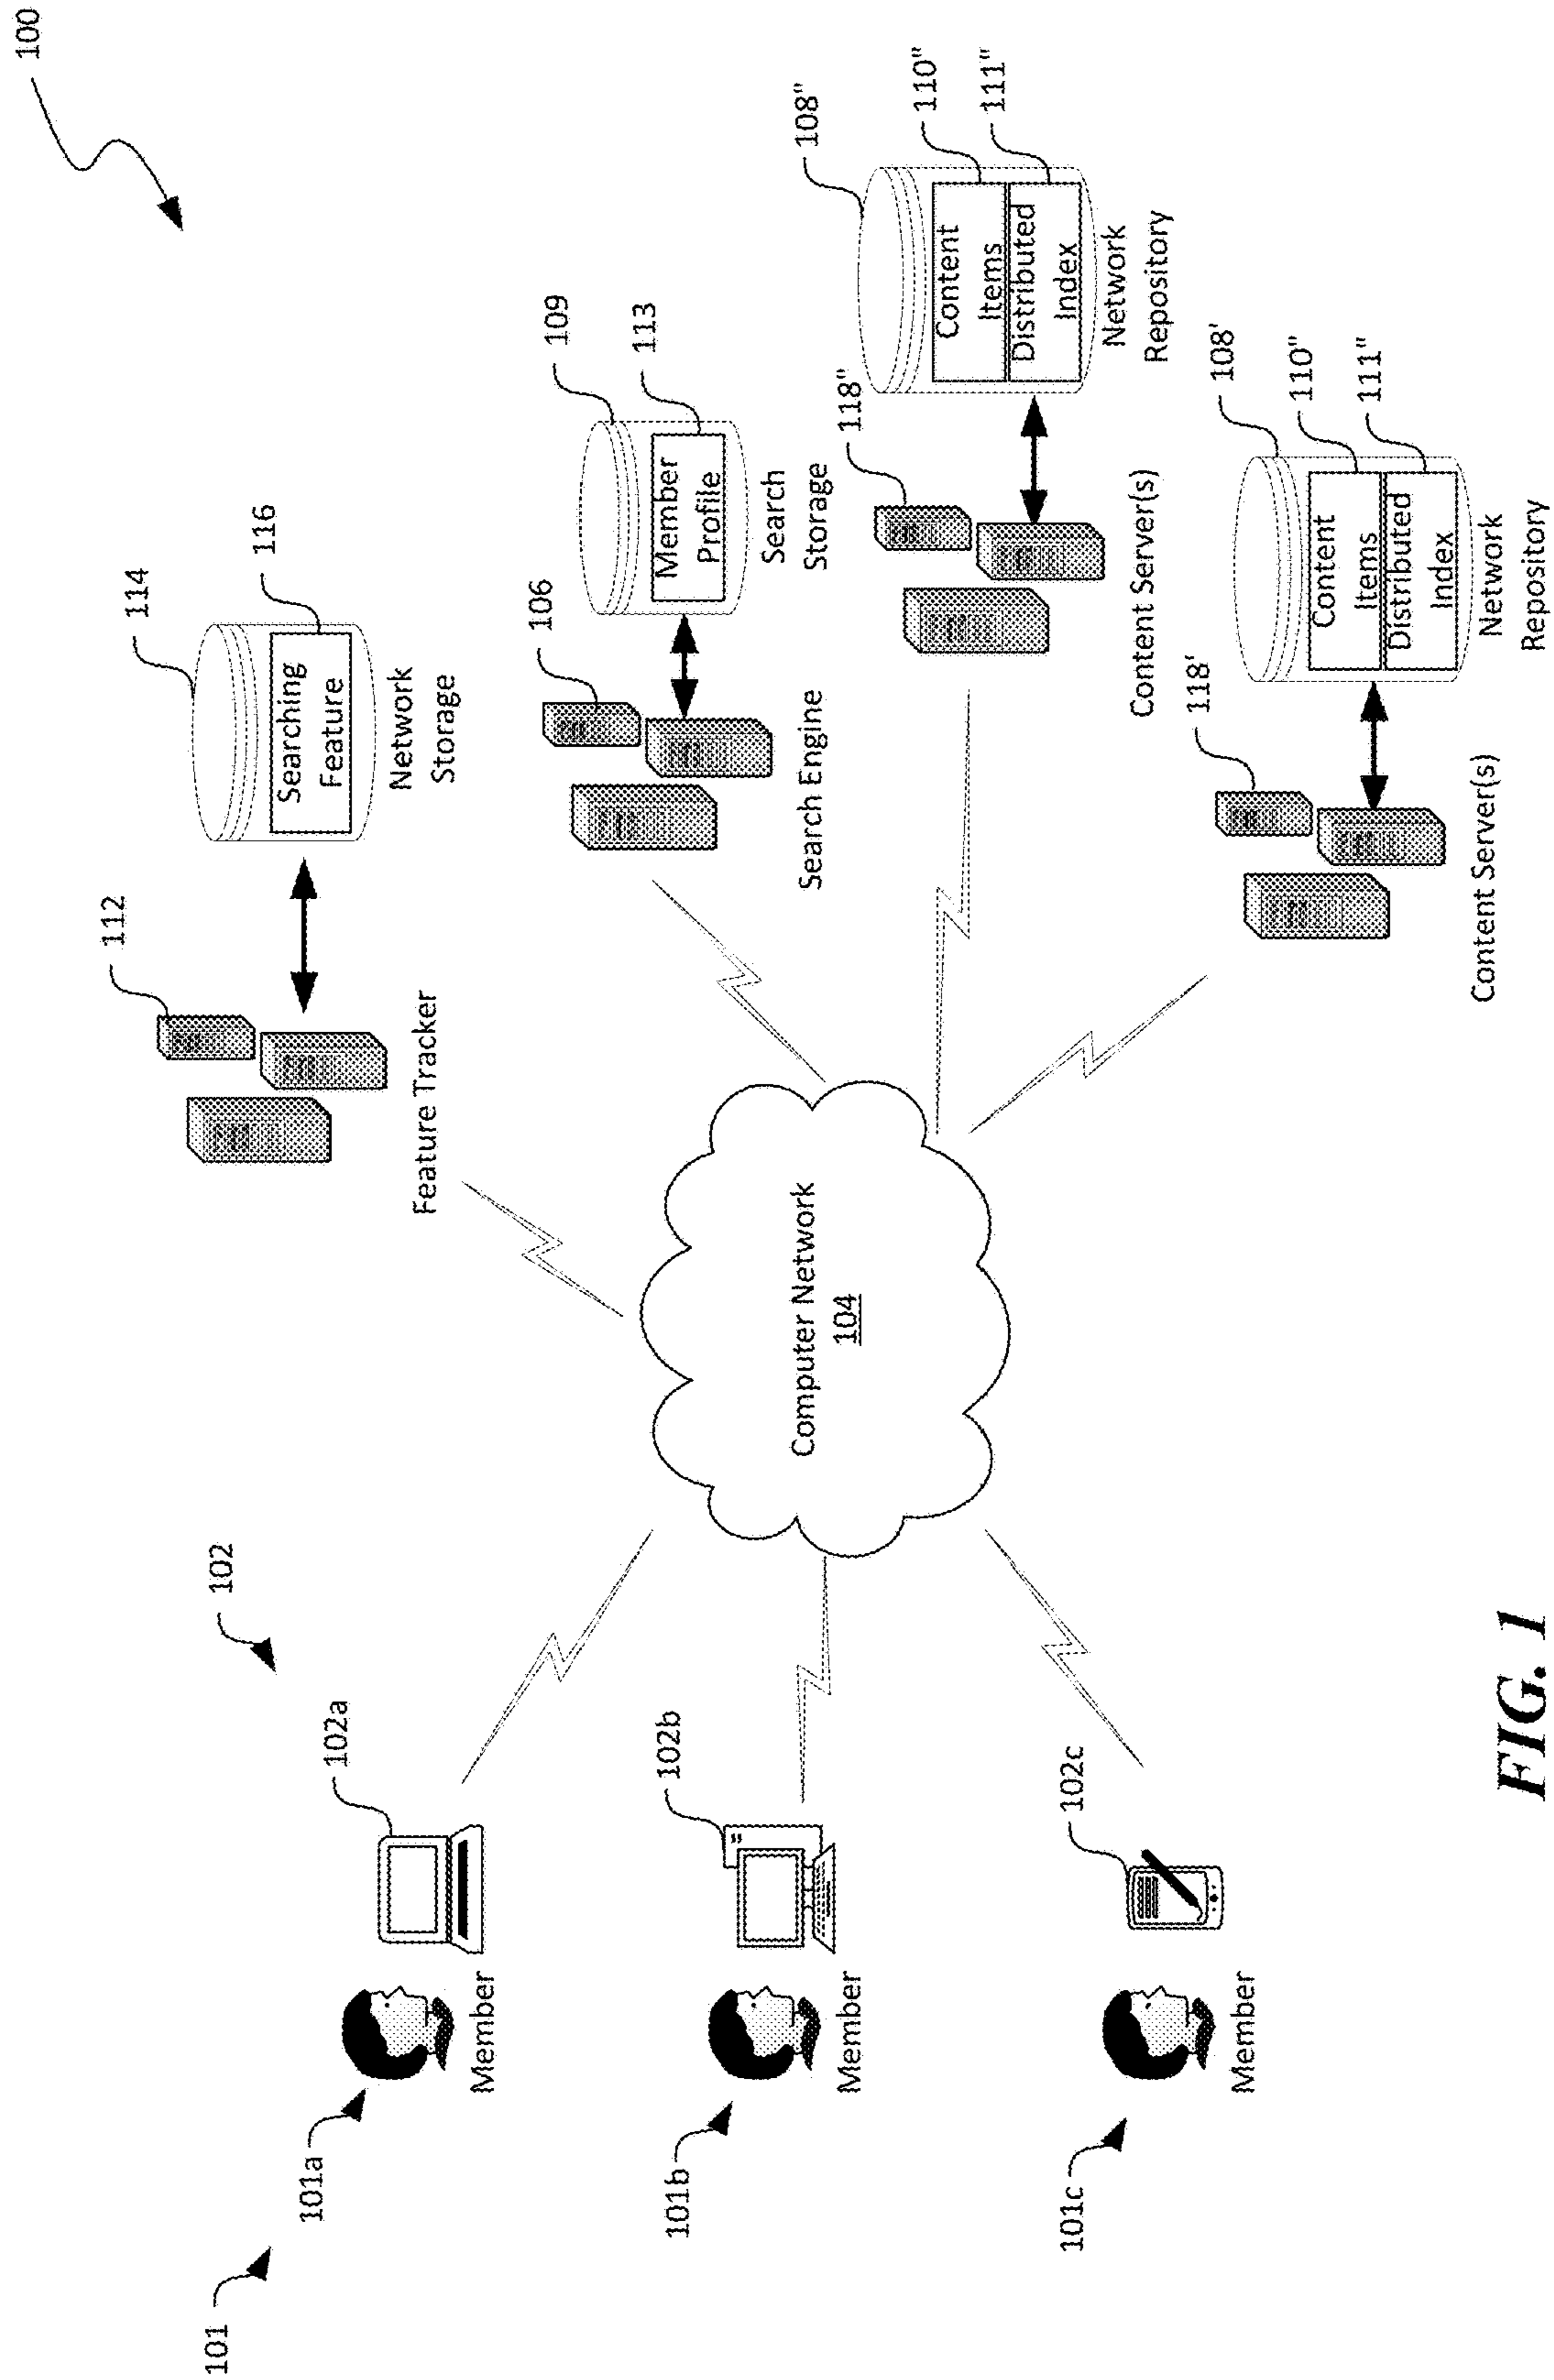 100
101
101a
Member
102
102a
101b
Member
102b
101c
Member
102c
Computer Network
104
112
Feature Tracker
114
116
Searching
Feature
Network
Storage
106
Search Engine
109
113
Member
Profile
Search
Storage
118"
Content Server(s)
108"
110"
111"
Content
Items
Distributed
Index
Network
Repository
118'
Content Server(s)
108'
110"
111"
Content
Items
Distributed
Index
Network
Repository
FIG. 1